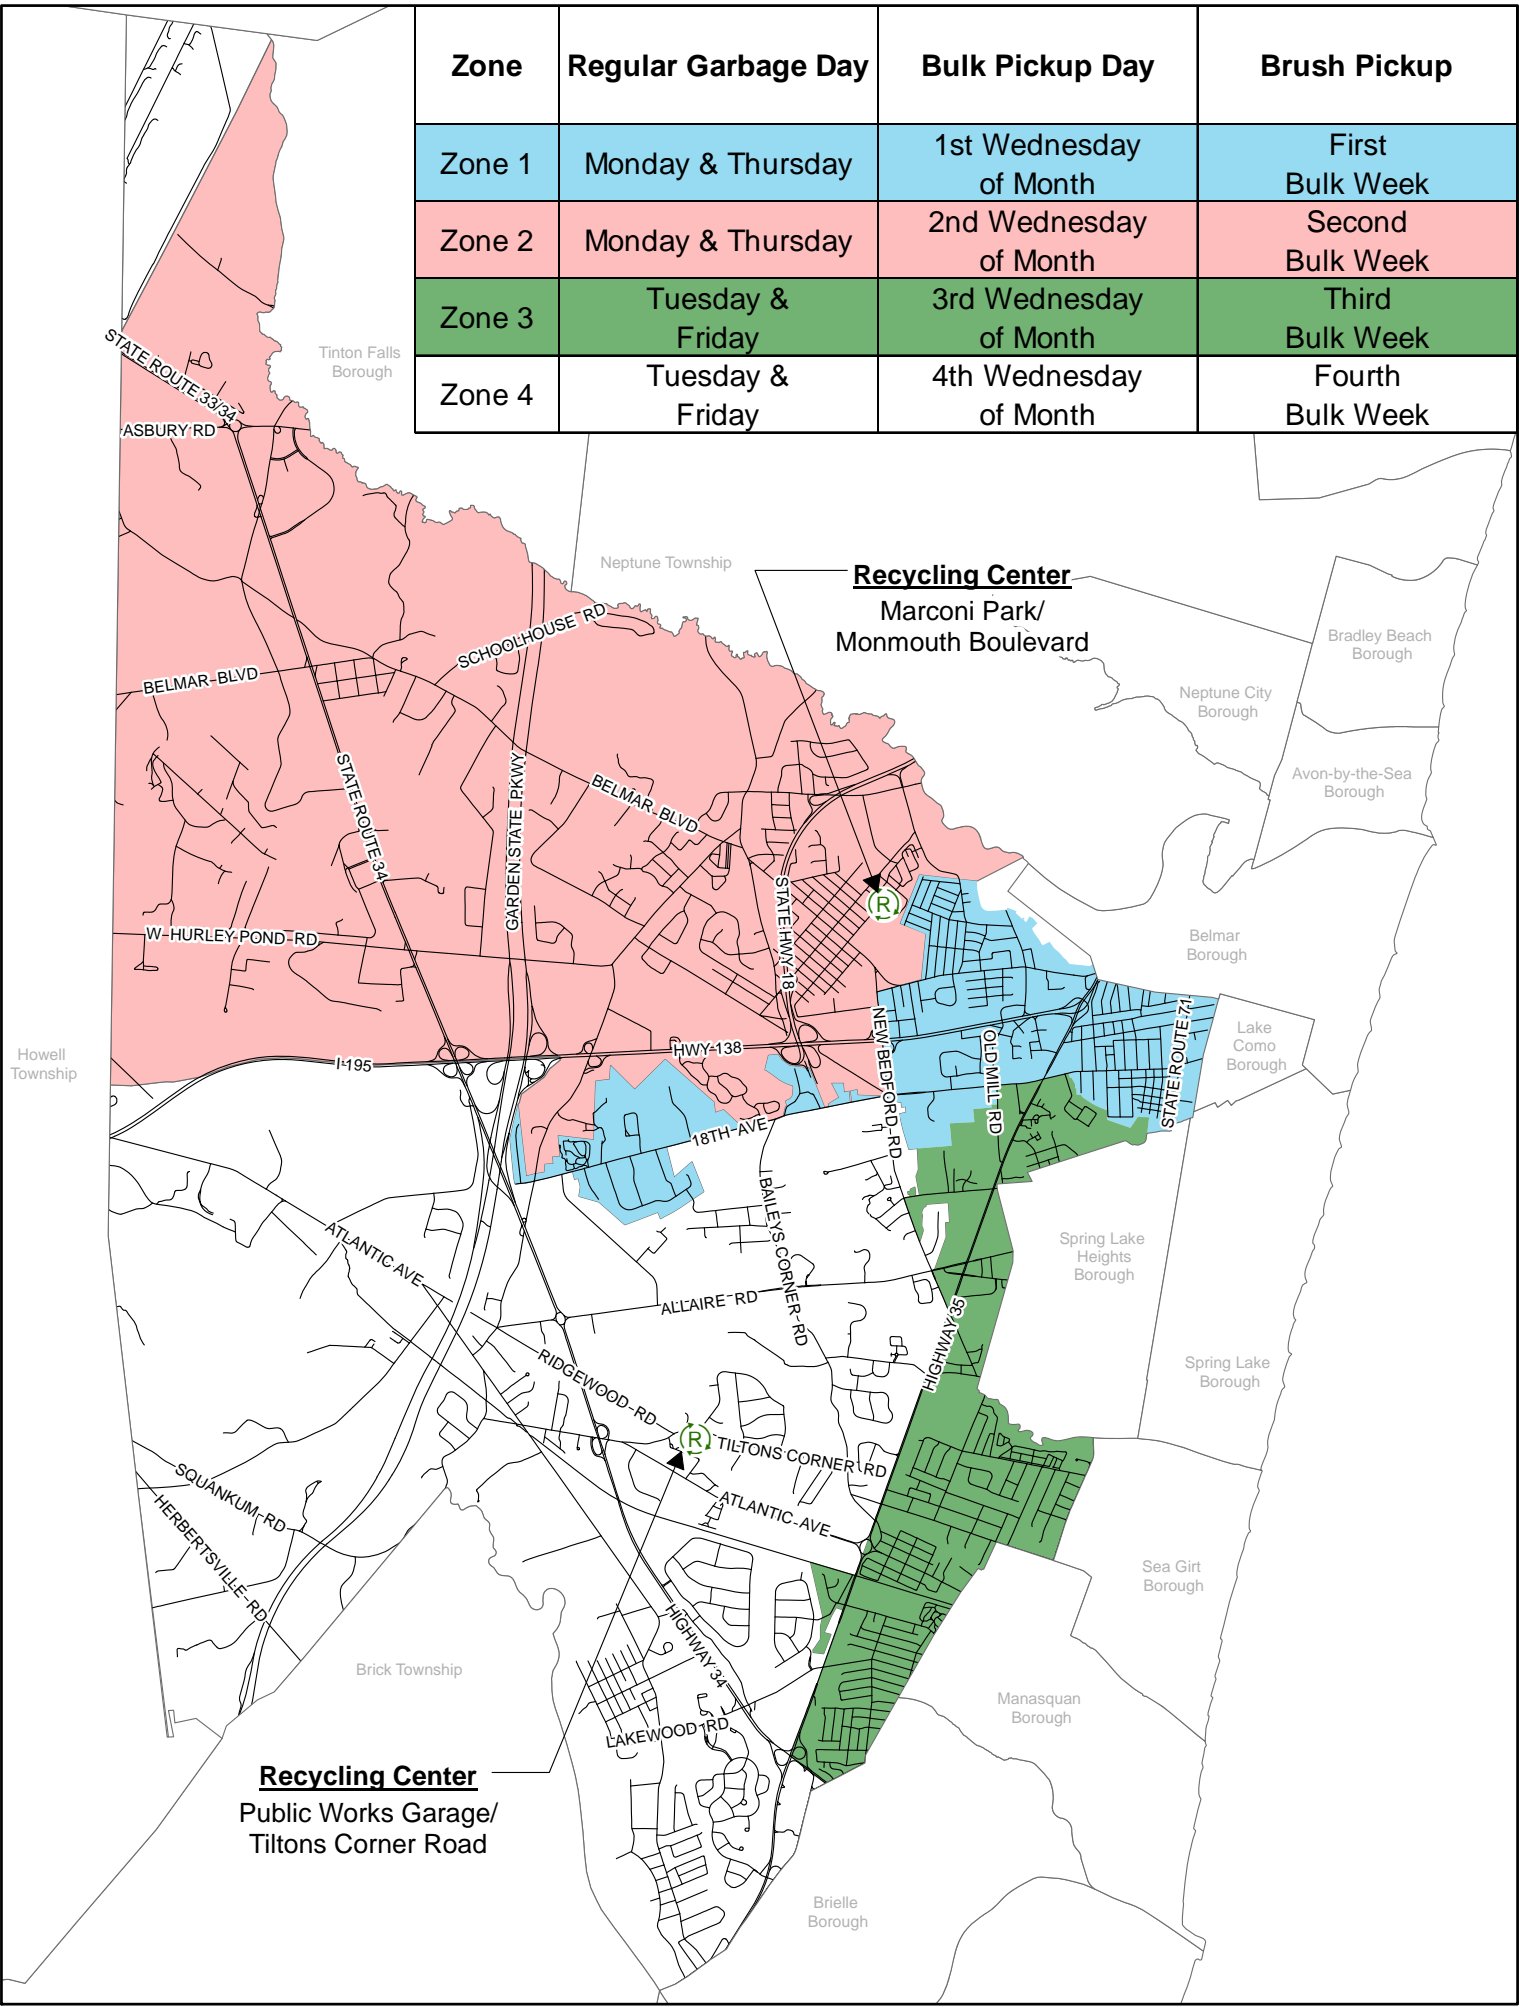 Zone
Regular Garbage Day
Bulk Pickup Day
Brush Pickup
Zone 1
Monday & Thursday
1st Wednesday
of Month
First
Bulk Week
Zone 2
Monday & Thursday
2nd Wednesday
of Month
Second
Bulk Week
Zone 3
Tuesday &
Friday
3rd Wednesday
of Month
Third
Bulk Week
Zone 4
Tuesday &
Friday
4th Wednesday
of Month
Fourth
Bulk Week
Tinton Falls
Borough
STATE ROUTE 33/34
ASBURY RD
Neptune Township
Recycling Center
Marconi Park/
Monmouth Boulevard
SCHOOLHOUSE RD
Bradley Beach
Borough
BELMAR BLVD
Neptune City
Borough
STATE ROUTE 34
GARDEN STATE PKWY
BELMAR BLVD
Avon-by-the-Sea
Borough
STATE HWY 18
R
W HURLEY POND RD
Belmar
Borough
NEW BEDFORD RD
OLD MILL RD
STATE ROUTE 71
Lake
Como
Borough
Howell
Township
I-195
HWY 138
18TH AVE
BAILEYS CORNER RD
ATLANTIC AVE
Spring Lake
Heights
Borough
ALLAIRE RD
HIGHWAY 35
RIDGEWOOD RD
Spring Lake
Borough
R
TILTONS CORNER RD
SQUANKUM RD
HERBERTSVILLE RD
ATLANTIC AVE
Sea Girt
Borough
HIGHWAY 34
Brick Township
Manasquan
Borough
LAKEWOOD RD
Recycling Center
Public Works Garage/
Tiltons Corner Road
Brielle
Borough